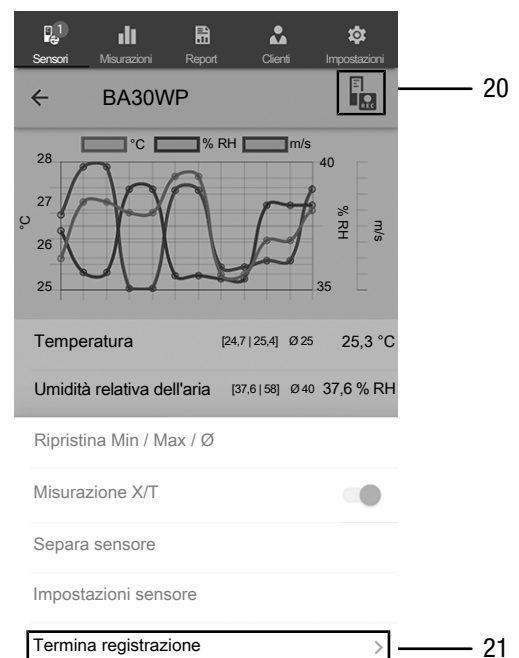 1
Sensori Misurazioni Report Clienti Impostazioni
BA30WP
REC
20
°C % RH m/s
28 40
27
26
25 35
°C
% RH
m/s
Temperatura [24,7 | 25,4] Ø 25 25,3 °C
Umidità relativa dell'aria [37,6 | 58] Ø 40 37,6 % RH
Ripristina Min / Max / Ø
Misurazione X/T
Separa sensore
Impostazioni sensore
Termina registrazione 21